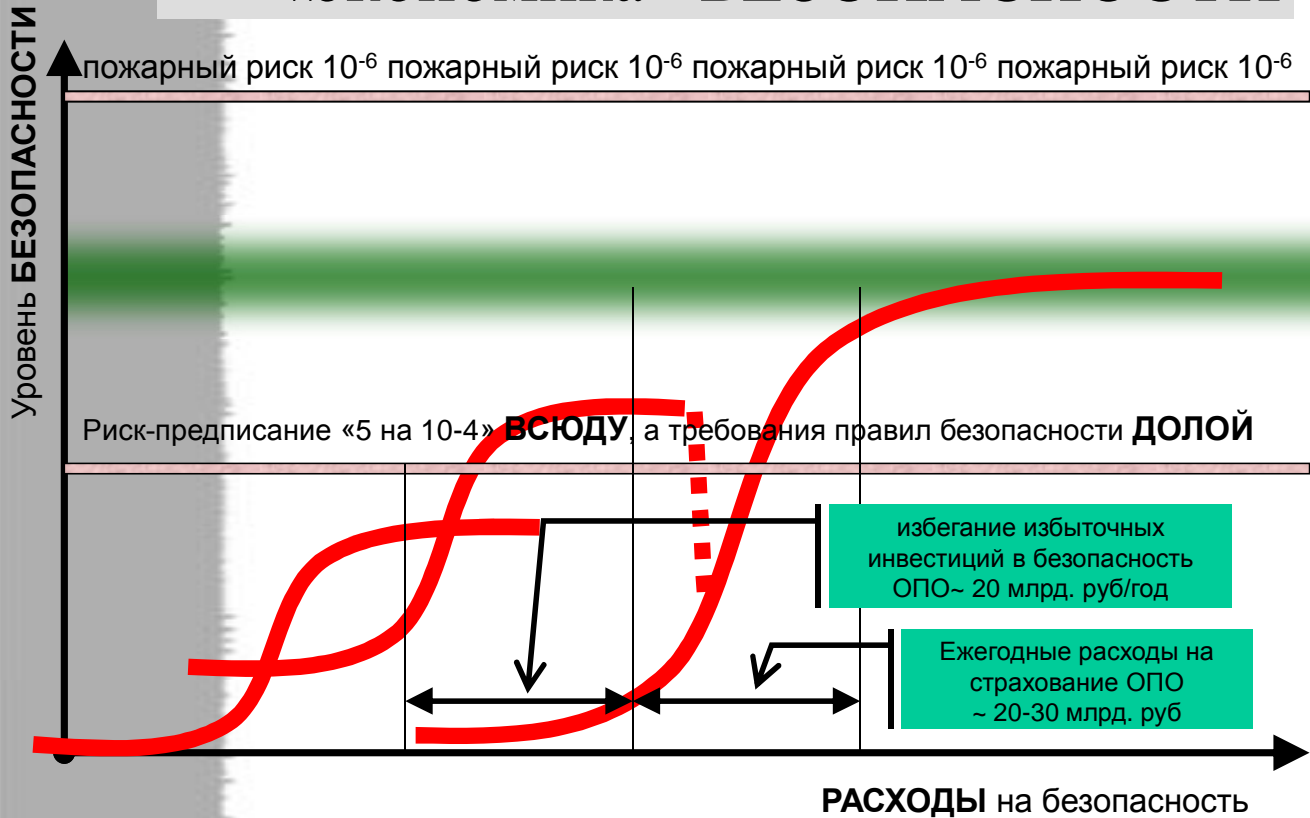 пожарный риск 10-6 пожарный риск 10-6 пожарный риск 10-6 пожарный риск 10-6
Уровень БЕЗОПАСНОСТИ
Риск-предписание «5 на 10-4» ВСЮДУ, а требования правил безопасности ДОЛОЙ
избегание избыточных
инвестиций в безопасность
ОПО~ 20 млрд. руб/год
Ежегодные расходы на
страхование ОПО
~ 20-30 млрд. руб
РАСХОДЫ на безопасность